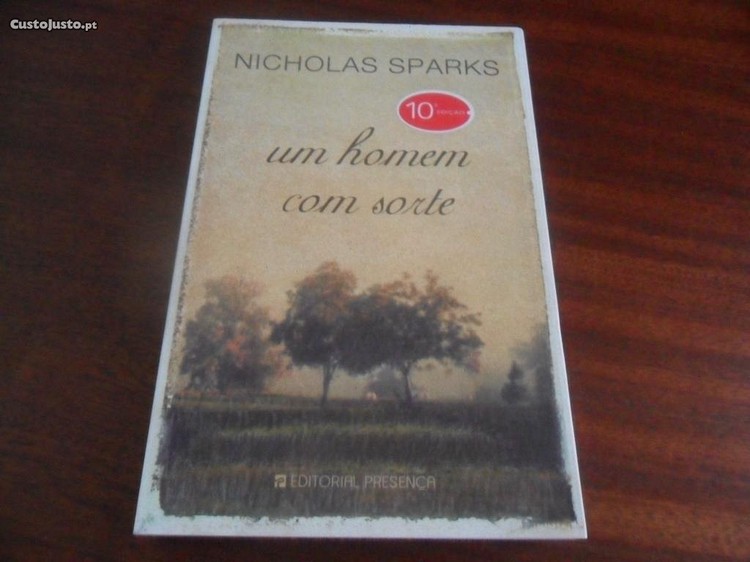 CustoJusto.pt
NICHOLAS SPARKS
10ª
um homem
com sorte
EDITORIAL PRESENÇA